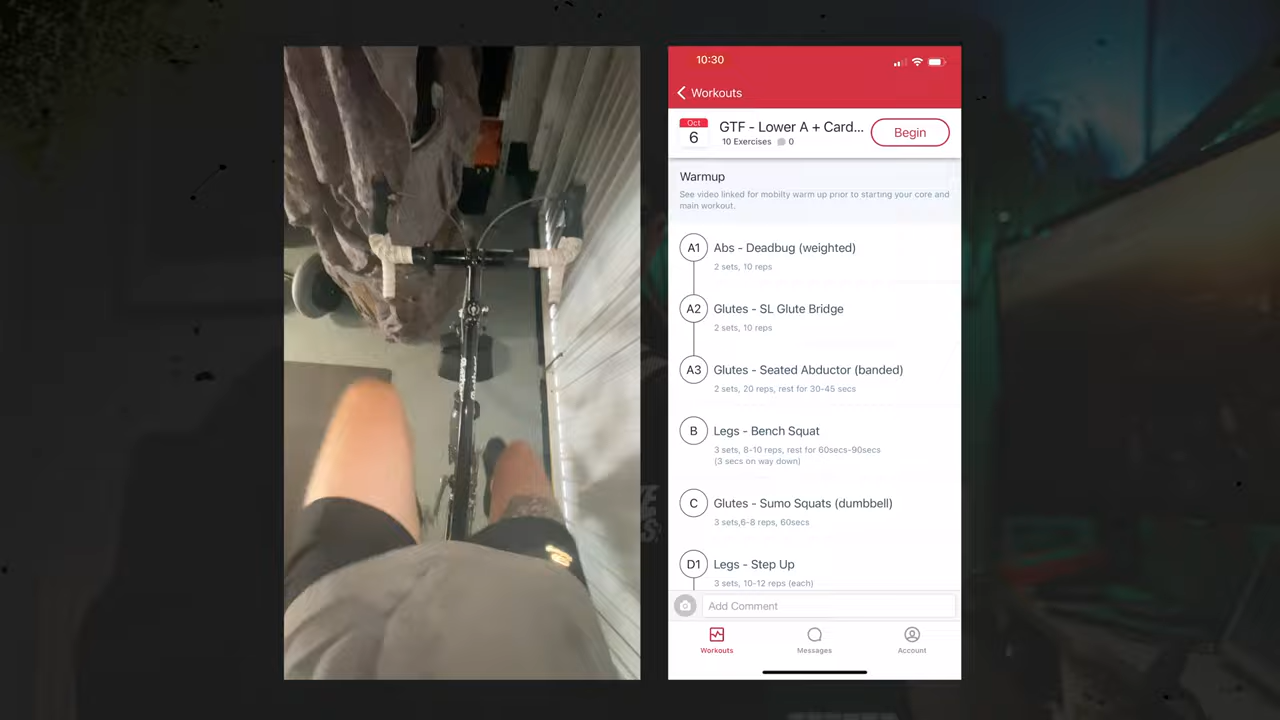 10:30
Workouts
Oct
6
GTF - Lower A + Card...
Begin
10 Exercises 0
Warmup
See video linked for mobilty warm up prior to starting your core and
main workout.
A1
Abs - Deadbug (weighted)
2 sets, 10 reps
A2
Glutes - SL Glute Bridge
2 sets, 10 reps
A3
Glutes - Seated Abductor (banded)
2 sets, 20 reps, rest for 30-45 secs
B
Legs - Bench Squat
3 sets, 8-10 reps, rest for 60secs-90secs
(3 secs on way down)
C
Glutes - Sumo Squats (dumbbell)
3 sets,6-8 reps, 60secs
D1
Legs - Step Up
3 sets, 10-12 reps (each)
Add Comment
Workouts
Messages
Account